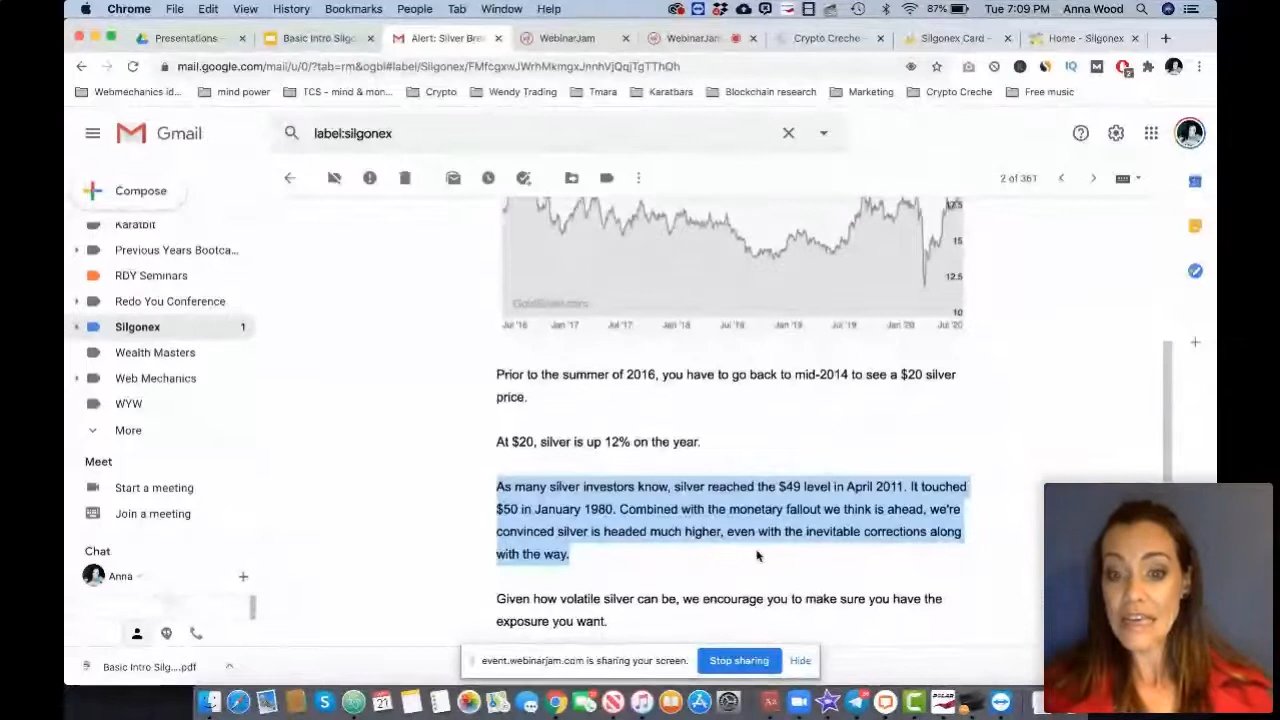 Chrome File Edit View History Bookmarks People Tab Window Help 87% Tue 7:09 PM Anna Wood
Presentations Basic Intro Silgo Alert: Silver Bre WebinarJam WebinarJam Crypto Creche - Silgonex Card - Home - Silgonex
mail.google.com/mail/u/0/?tab=rm&ogbl#label/Silgonex/FMfcgxwJWrhMkmgxJnnhVjQqjTgTThQh
Webmechanics id... mind power TCS - mind & mon... Crypto Wendy Trading Tmara Karatbars Blockchain research Marketing Crypto Creche Free music
Gmail label:silgonex
Compose 2 of 361
Karatbit
Previous Years Bootca...
RDY Seminars
Redo You Conference
Silgonex 1
Wealth Masters
Web Mechanics
WYW
More
Meet
Start a meeting
Join a meeting
Chat
Anna
17.5
15
12.5
10
GoldSilver.com
Jul '16 Jan '17 Jul '17 Jan '18 Jul '18 Jan '19 Jul '19 Jan '20 Jul '20
Prior to the summer of 2016, you have to go back to mid-2014 to see a $20 silver
price.
At $20, silver is up 12% on the year.
As many silver investors know, silver reached the $49 level in April 2011. It touched
$50 in January 1980. Combined with the monetary fallout we think is ahead, we're
convinced silver is headed much higher, even with the inevitable corrections along
with the way.
Given how volatile silver can be, we encourage you to make sure you have the
exposure you want.
event.webinarjam.com is sharing your screen. Stop sharing Hide
Basic Intro Silg....pdf